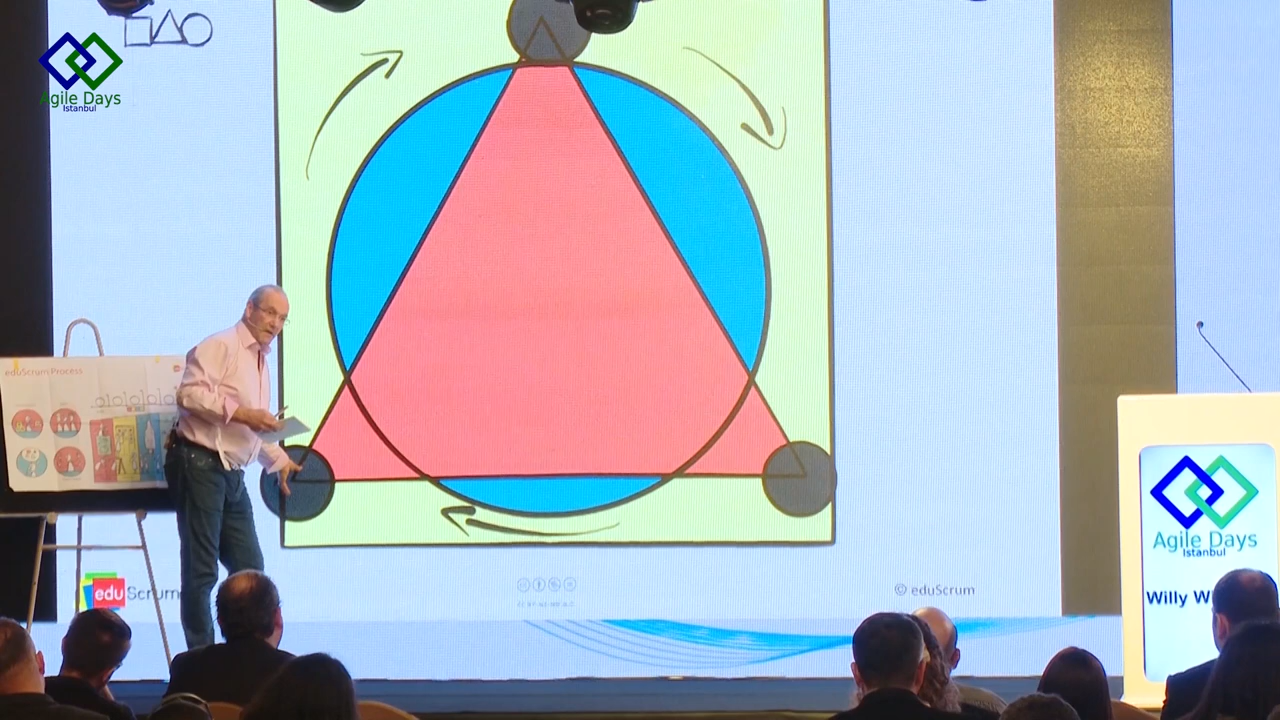 Agile Days
Istanbul
eduScrum Process
edu Scrum
© eduScrum
Agile Days
Istanbul
Willy W